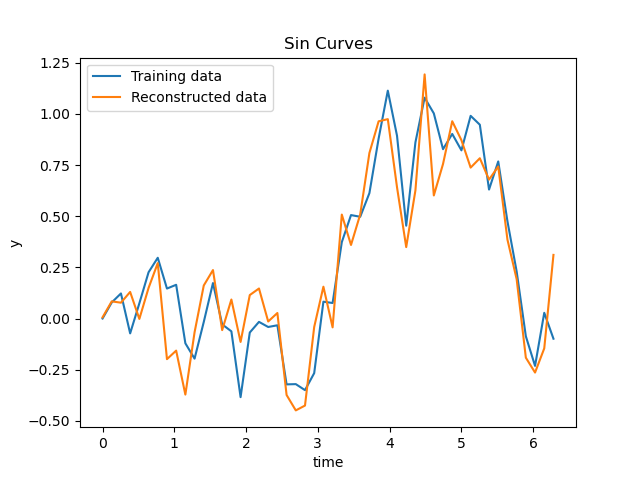 Sin Curves
Training data
Reconstructed data
1.25
1.00
0.75
0.50
0.25
0.00
−0.25
−0.50
y
0 1 2 3 4 5 6
time